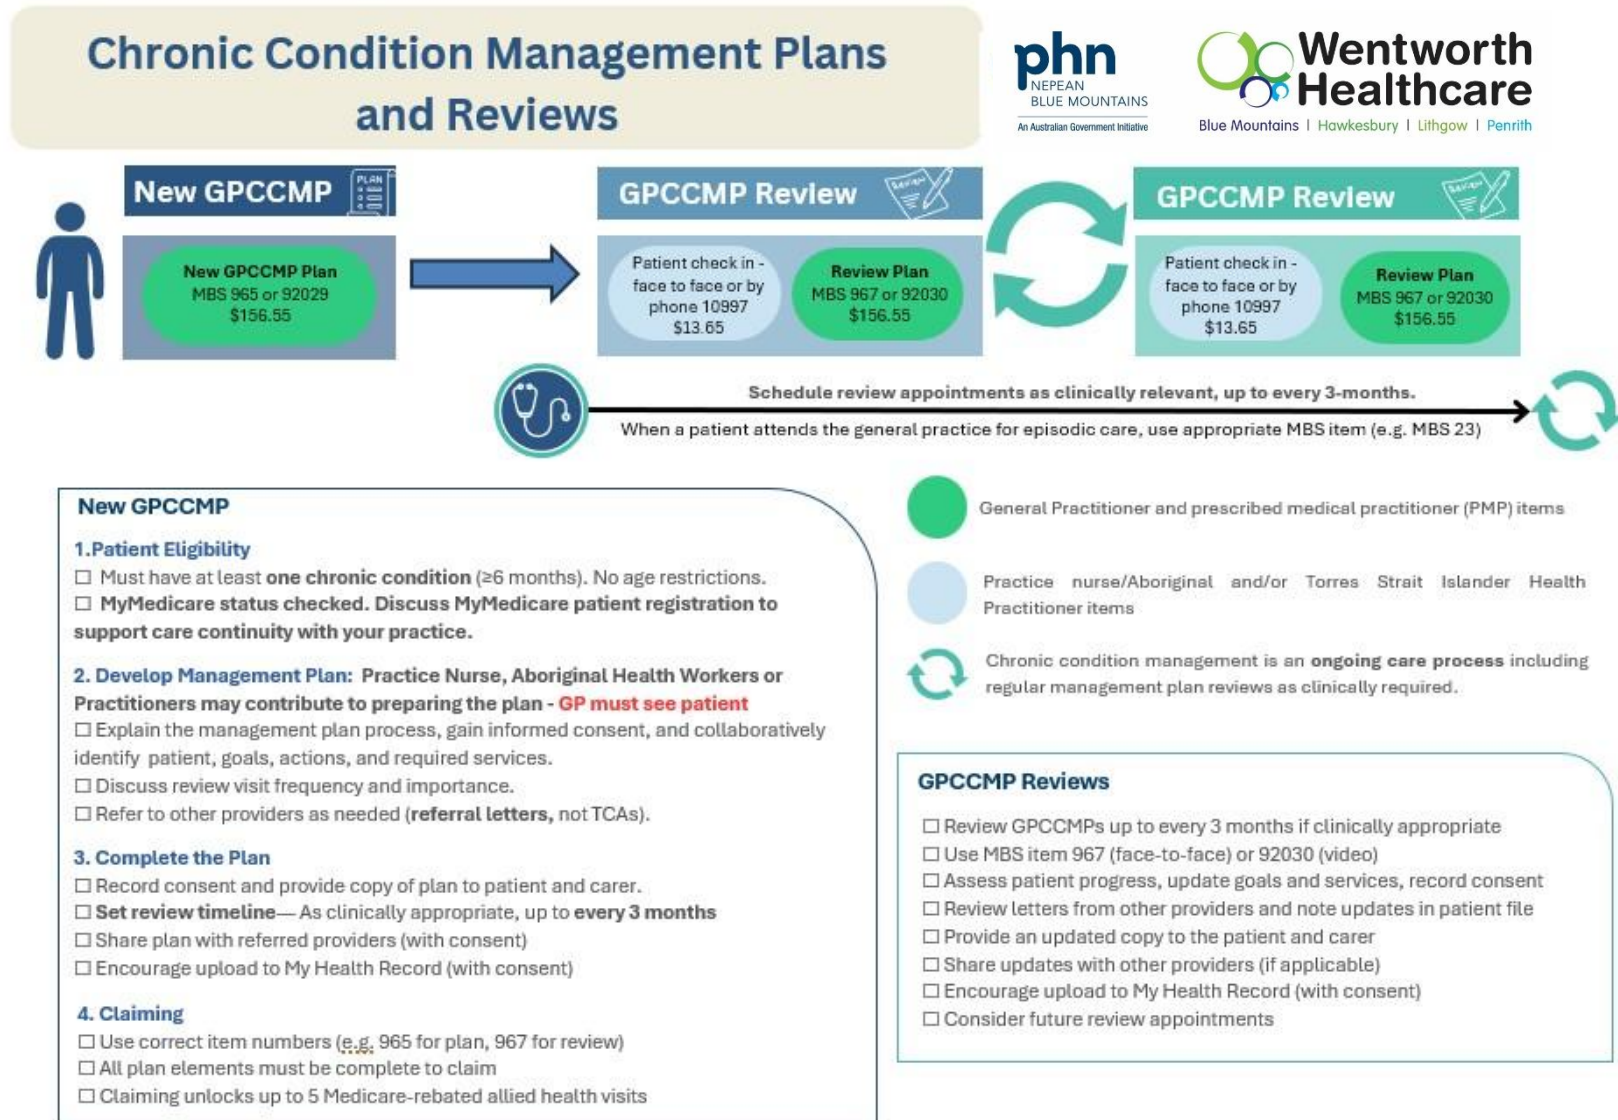 Chronic Condition Management Plans
and Reviews
phn
NEPEAN
BLUE MOUNTAINS
An Australian Government Initiative
Wentworth
Healthcare
Blue Mountains | Hawkesbury | Lithgow | Penrith
New GPCCMP
PLAN
New GPCCMP Plan
MBS 965 or 92029
$156.55
GPCCMP Review
Review
Patient check in -
face to face or by
phone 10997
$13.65
Review Plan
MBS 967 or 92030
$156.55
GPCCMP Review
Review
Patient check in -
face to face or by
phone 10997
$13.65
Review Plan
MBS 967 or 92030
$156.55
Schedule review appointments as clinically relevant, up to every 3-months.
When a patient attends the general practice for episodic care, use appropriate MBS item (e.g. MBS 23)
New GPCCMP
1.Patient Eligibility
☐ Must have at least one chronic condition (≥6 months). No age restrictions.
☐ MyMedicare status checked. Discuss MyMedicare patient registration to
support care continuity with your practice.
2. Develop Management Plan: Practice Nurse, Aboriginal Health Workers or
Practitioners may contribute to preparing the plan - GP must see patient
☐ Explain the management plan process, gain informed consent, and collaboratively
identify patient, goals, actions, and required services.
☐ Discuss review visit frequency and importance.
☐ Refer to other providers as needed (referral letters, not TCAs).
3. Complete the Plan
☐ Record consent and provide copy of plan to patient and carer.
☐ Set review timeline— As clinically appropriate, up to every 3 months
☐ Share plan with referred providers (with consent)
☐ Encourage upload to My Health Record (with consent)
4. Claiming
☐ Use correct item numbers (e.g. 965 for plan, 967 for review)
☐ All plan elements must be complete to claim
☐ Claiming unlocks up to 5 Medicare-rebated allied health visits
General Practitioner and prescribed medical practitioner (PMP) items
Practice nurse/Aboriginal and/or Torres Strait Islander Health
Practitioner items
Chronic condition management is an ongoing care process including
regular management plan reviews as clinically required.
GPCCMP Reviews
☐ Review GPCCMPs up to every 3 months if clinically appropriate
☐ Use MBS item 967 (face-to-face) or 92030 (video)
☐ Assess patient progress, update goals and services, record consent
☐ Review letters from other providers and note updates in patient file
☐ Provide an updated copy to the patient and carer
☐ Share updates with other providers (if applicable)
☐ Encourage upload to My Health Record (with consent)
☐ Consider future review appointments